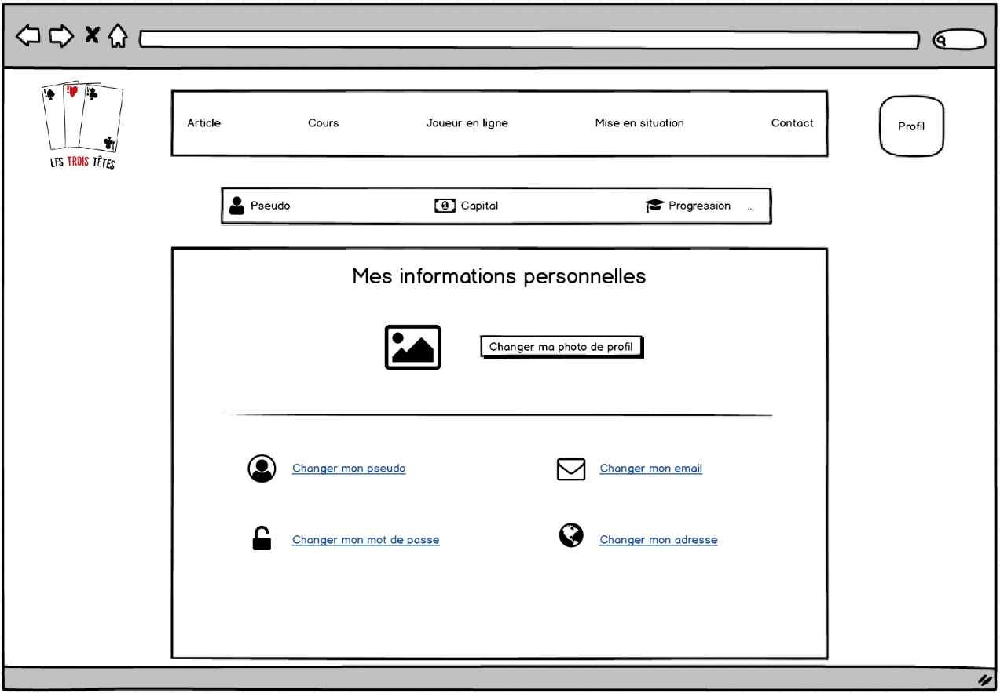 LES TROIS TÊTES
Article Cours Joueur en ligne Mise en situation Contact
Profil
Pseudo Capital Progression ...
Mes informations personnelles
Changer ma photo de profil
Changer mon pseudo Changer mon email
Changer mon mot de passe Changer mon adresse